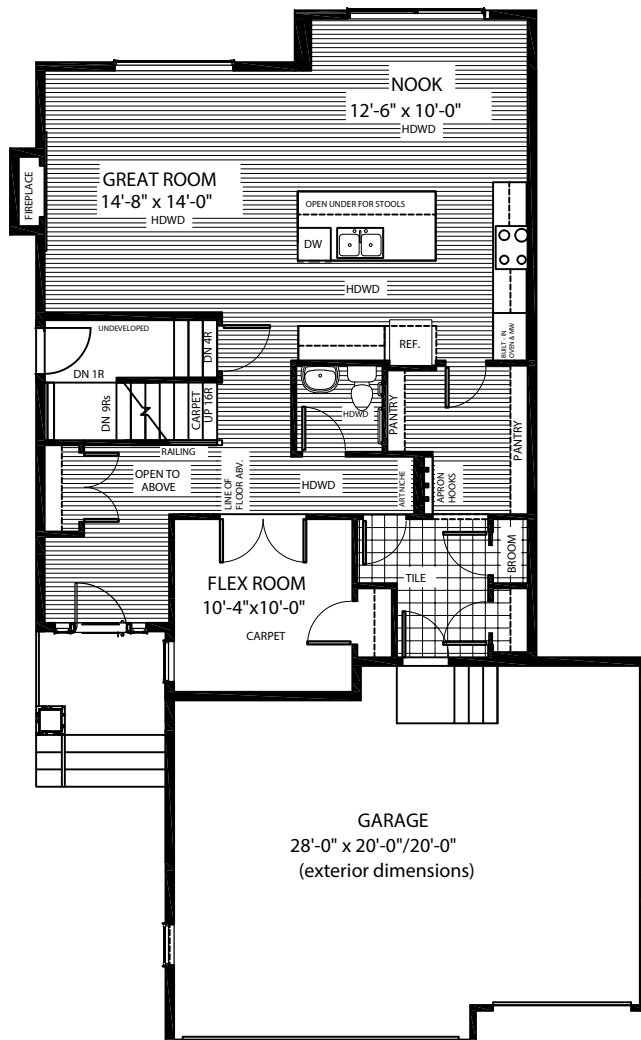 NOOK
12'-6" x 10'-0"
HDWD
GREAT ROOM
14'-8" x 14'-0"
HDWD
FIREPLACE
OPEN UNDER FOR STOOLS
DW
HDWD
UNDEVELOPED
DN 4R
REF.
BUILT - IN
OVEN & MW
DN 1R
DN 9Rs
CARPET
UP 16R
HDWD
PANTRY
PANTRY
RAILING
OPEN TO
ABOVE
LINE OF
FLOOR ABV.
HDWD
ART NICHE
APRON
HOOKS
FLEX ROOM
10'-4"x10'-0"
CARPET
TILE
BROOM
GARAGE
28'-0" x 20'-0"/20'-0"
(exterior dimensions)